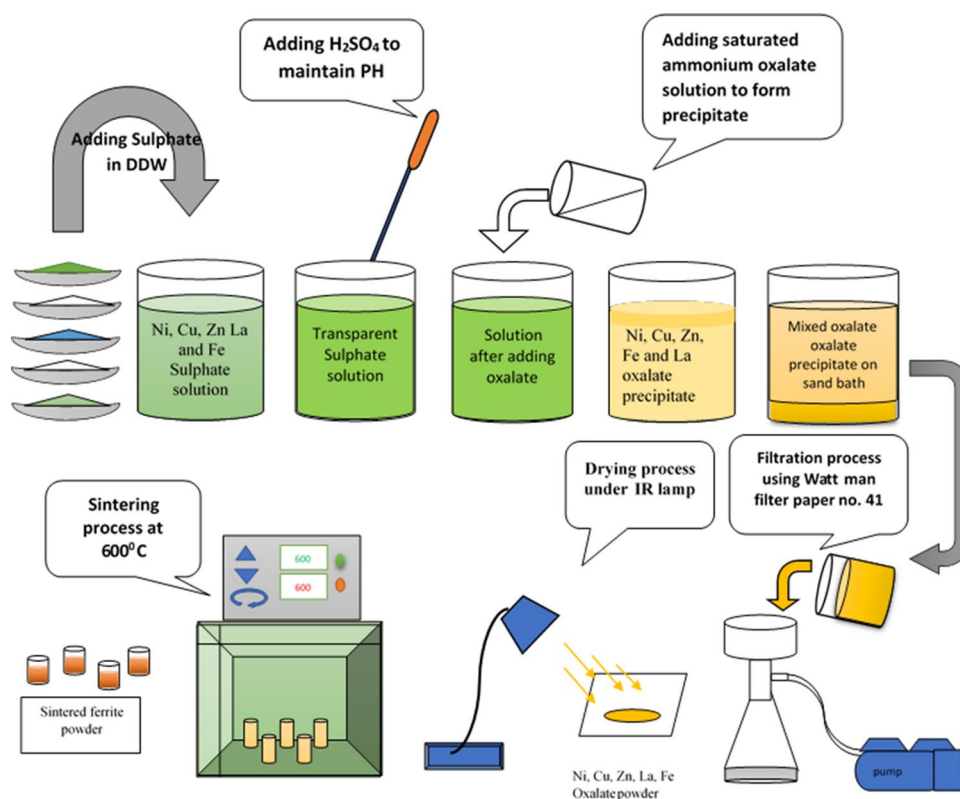 Adding H₂SO₄ to
maintain PH
Adding saturated
ammonium oxalate
solution to form
precipitate
Adding Sulphate
in DDW
Ni, Cu, Zn La
and Fe
Sulphate
solution
Transparent
Sulphate
solution
Solution
after adding
oxalate
Ni, Cu, Zn,
Fe and La
oxalate
precipitate
Mixed oxalate
oxalate
precipitate on
sand bath
Sintering
process at
600⁰ C
Drying process
under IR lamp
Filtration process
using Watt man
filter paper no. 41
600
600
Sintered ferrite
powder
Ni, Cu, Zn, La, Fe
Oxalate powder
pump